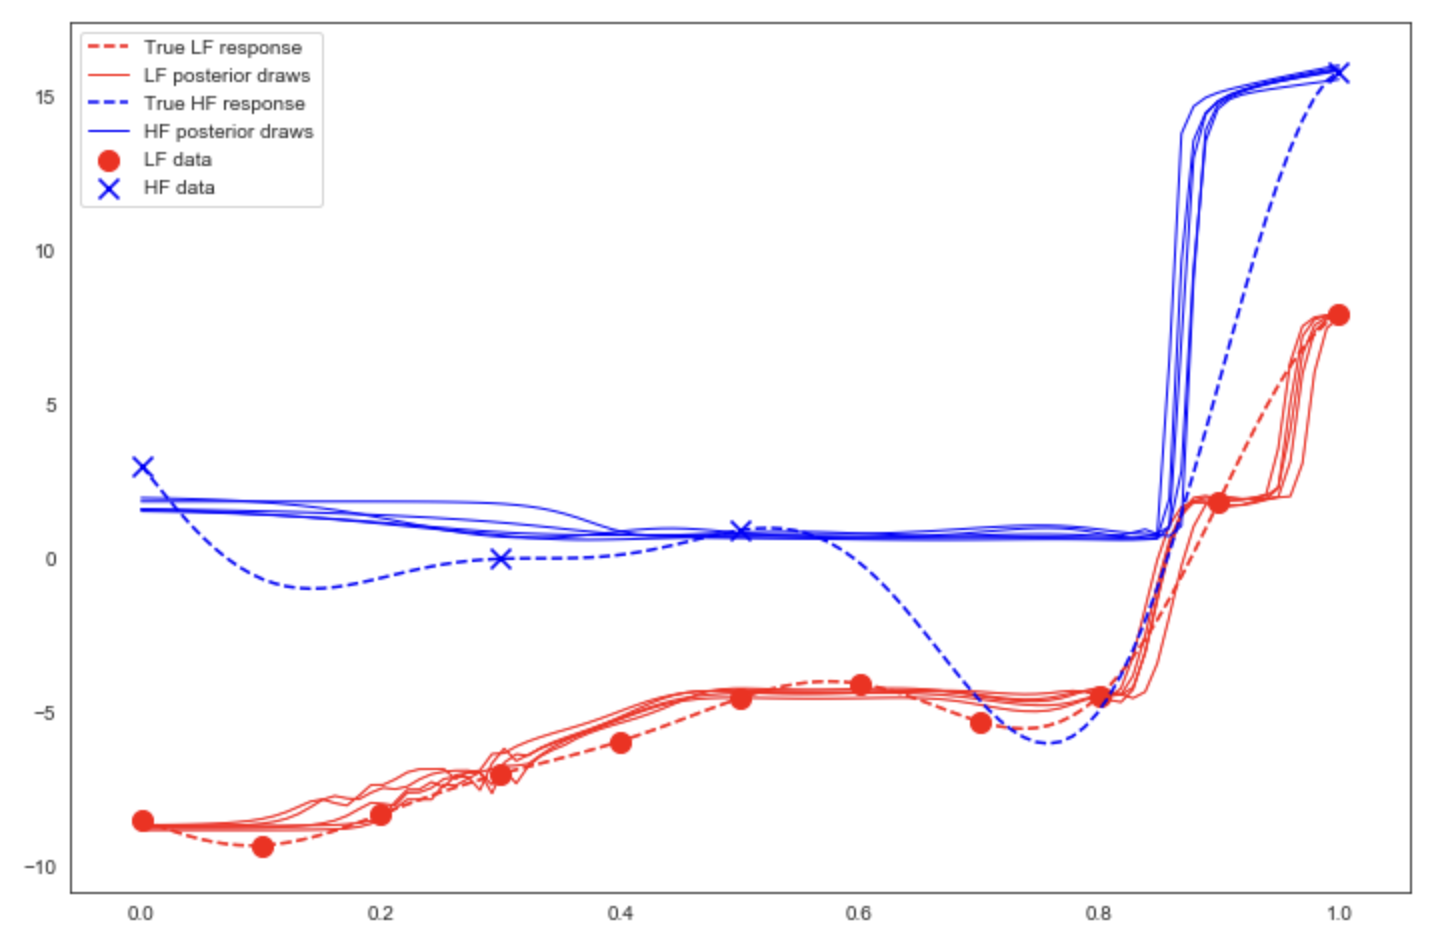 True LF response
LF posterior draws
True HF response
HF posterior draws
LF data
HF data
15
10
5
0
−5
−10
0.0 0.2 0.4 0.6 0.8 1.0